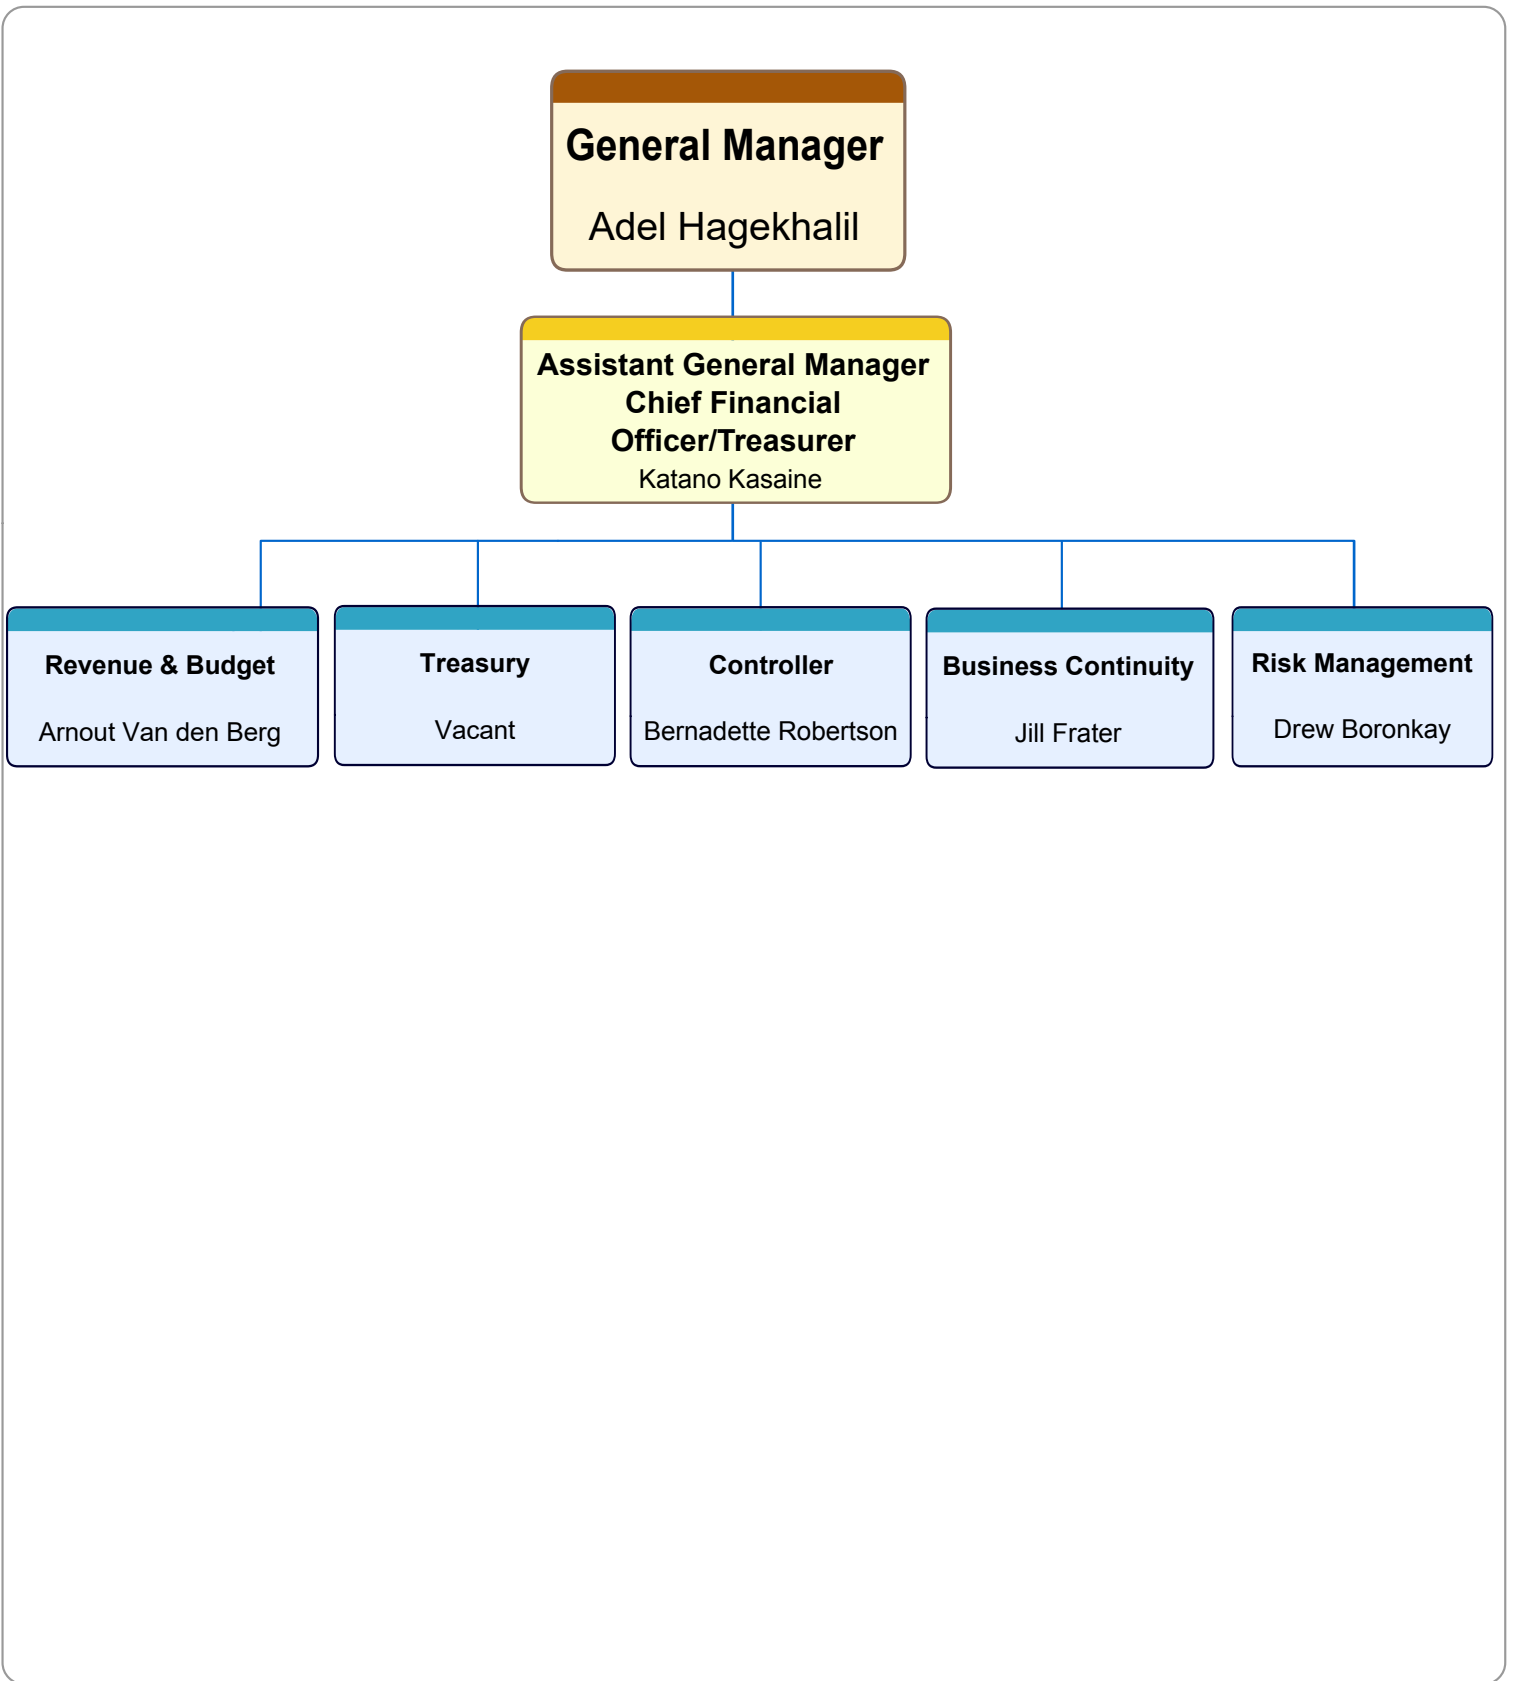 General Manager
Adel Hagekhalil
Assistant General Manager
Chief Financial
Officer/Treasurer
Katano Kasaine
Revenue & Budget
Arnout Van den Berg
Treasury
Vacant
Controller
Bernadette Robertson
Business Continuity
Jill Frater
Risk Management
Drew Boronkay